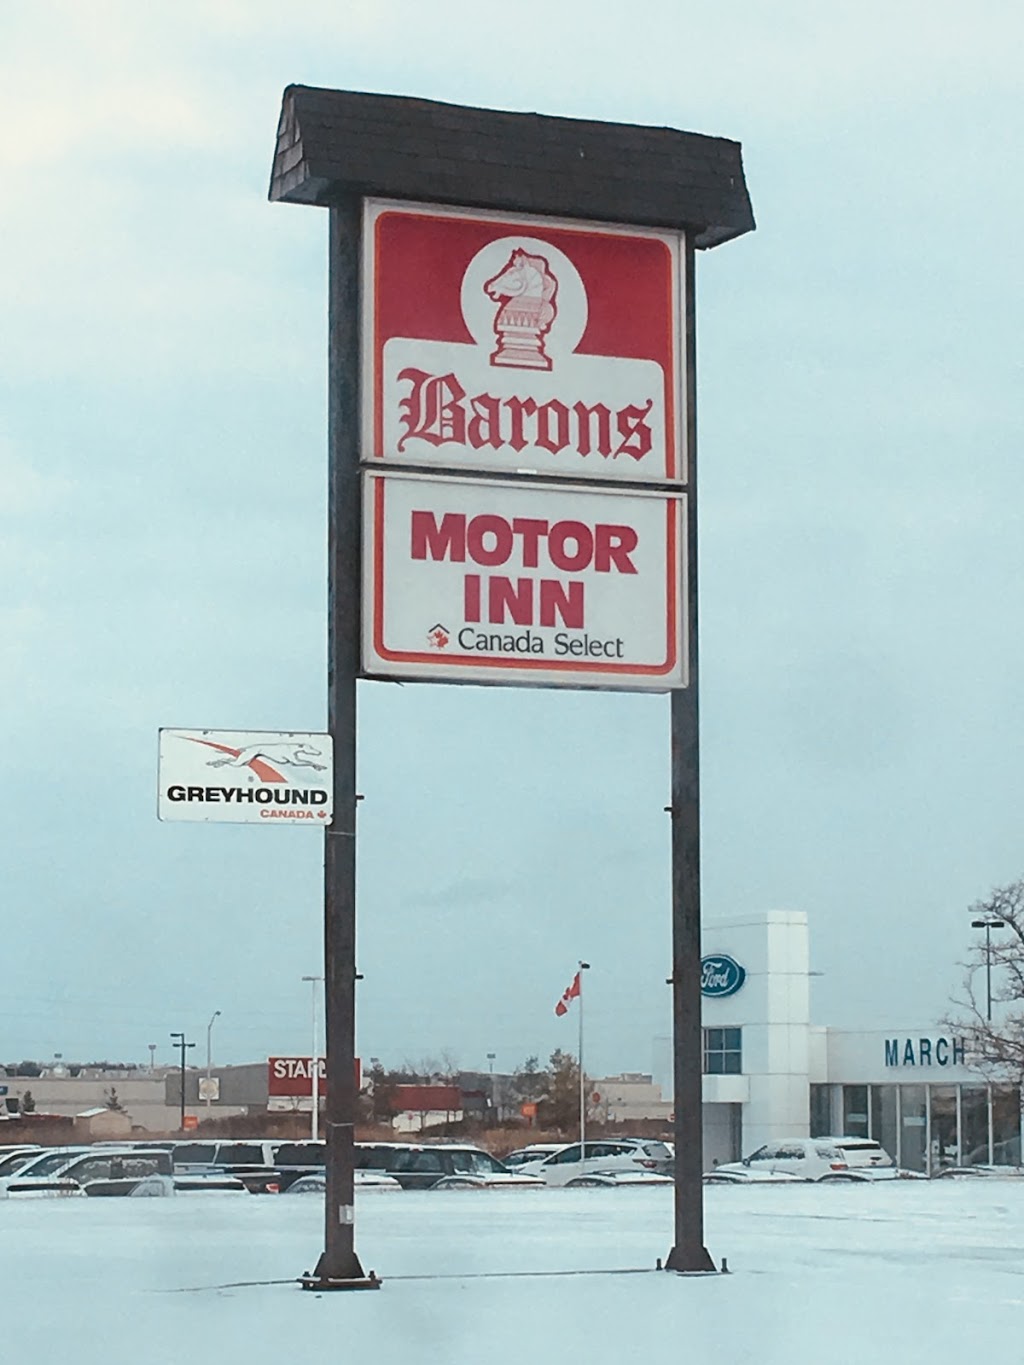 Barons
MOTOR
INN
Canada Select
GREYHOUND
CANADA
Ford
MARCH